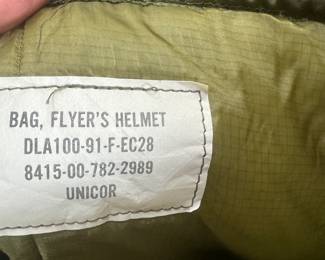 BAG, FLYER'S HELMET
DLA100-91-F-EC28
8415-00-782-2989
UNICOR